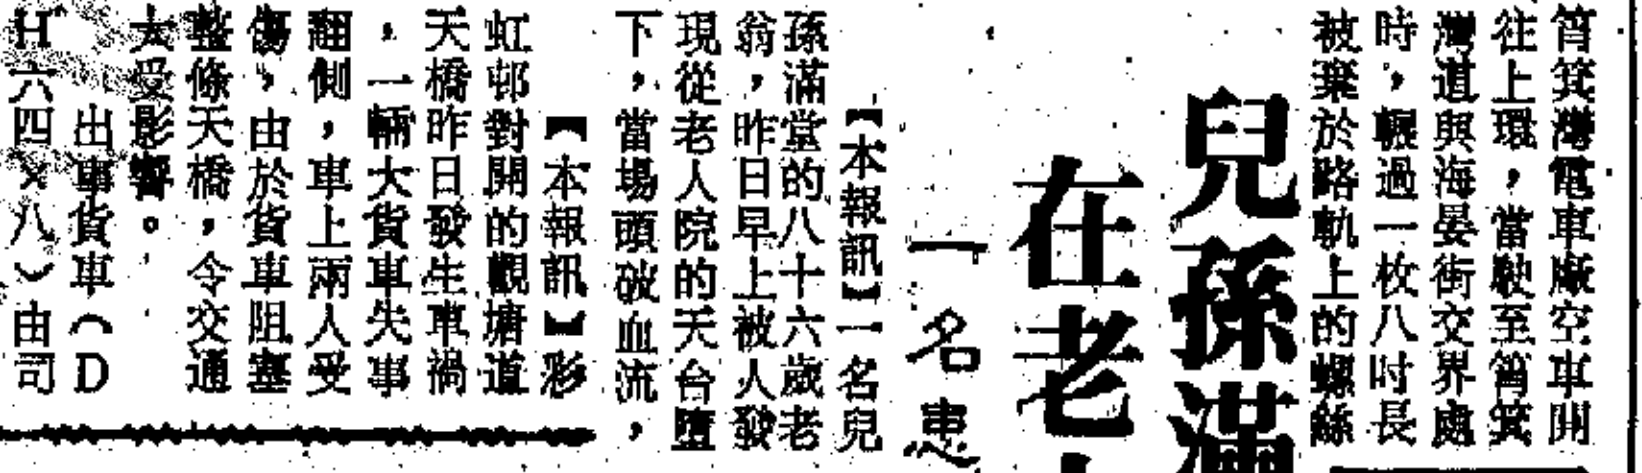 筲箕灣電車廠空車開
往上環，當駛至筲箕
灣道與海晏街交界處
時，輾過一枚八吋長
被棄於路軌上的螺絲
兒孫滿
在老
一名患
【本報訊】一名兒
孫滿堂的八十六歲老
翁，昨日早上被人發
現從老人院的天台墮
下，當場頭破血流，
【本報訊】彩
虹邨對開的觀塘道
天橋昨日發生車禍
，一輛大貨車失事
翻側，車上兩人受
傷，由於貨車阻塞
整條天橋，令交通
大受影響。
出事貨車（D
H六四×八）由司